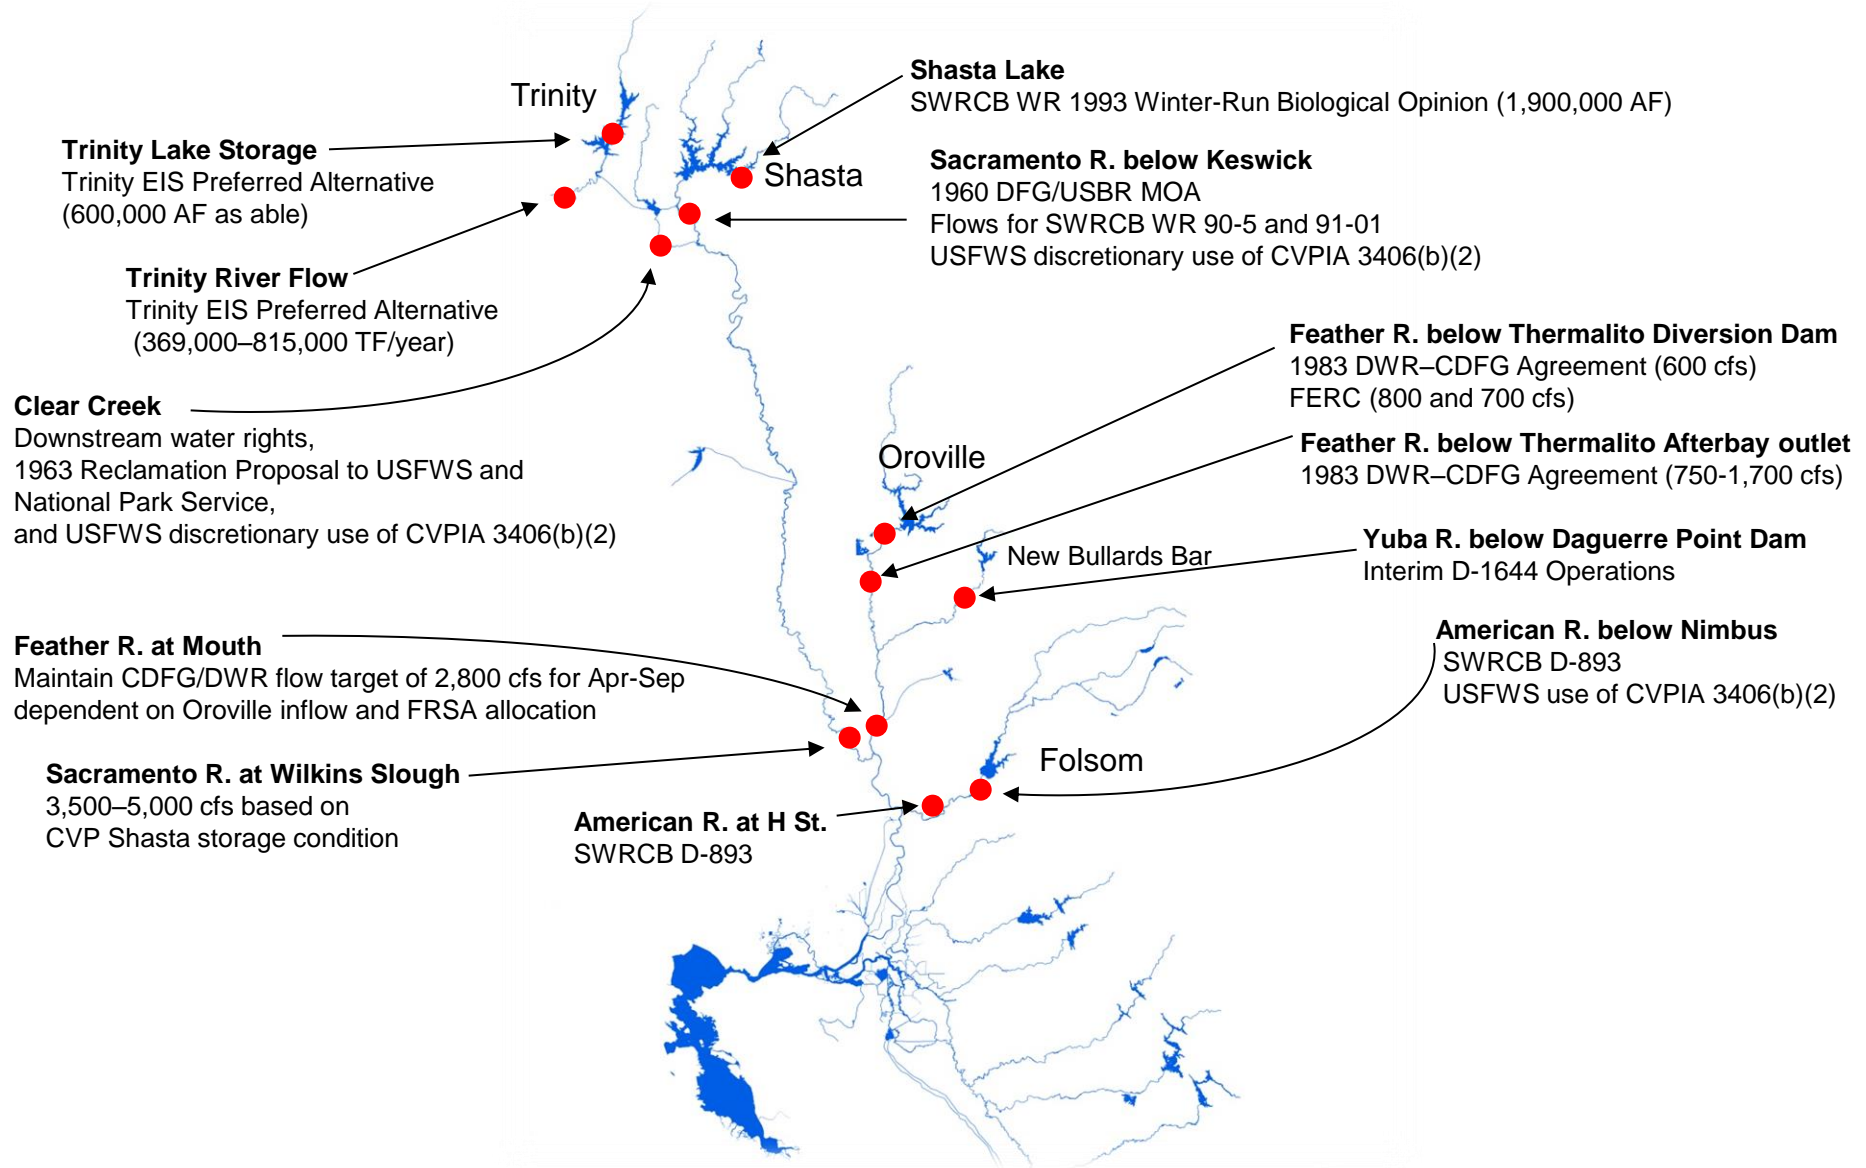 Trinity
Shasta Lake
SWRCB WR 1993 Winter-Run Biological Opinion (1,900,000 AF)
Trinity Lake Storage
Trinity EIS Preferred Alternative
(600,000 AF as able)
Shasta
Sacramento R. below Keswick
1960 DFG/USBR MOA
Flows for SWRCB WR 90-5 and 91-01
USFWS discretionary use of CVPIA 3406(b)(2)
Trinity River Flow
Trinity EIS Preferred Alternative
(369,000–815,000 TF/year)
Feather R. below Thermalito Diversion Dam
1983 DWR–CDFG Agreement (600 cfs)
FERC (800 and 700 cfs)
Clear Creek
Downstream water rights,
1963 Reclamation Proposal to USFWS and
National Park Service,
and USFWS discretionary use of CVPIA 3406(b)(2)
Oroville
Feather R. below Thermalito Afterbay outlet
1983 DWR–CDFG Agreement (750-1,700 cfs)
New Bullards Bar
Yuba R. below Daguerre Point Dam
Interim D-1644 Operations
Feather R. at Mouth
Maintain CDFG/DWR flow target of 2,800 cfs for Apr-Sep
dependent on Oroville inflow and FRSA allocation
American R. below Nimbus
SWRCB D-893
USFWS use of CVPIA 3406(b)(2)
Sacramento R. at Wilkins Slough
3,500–5,000 cfs based on
CVP Shasta storage condition
Folsom
American R. at H St.
SWRCB D-893